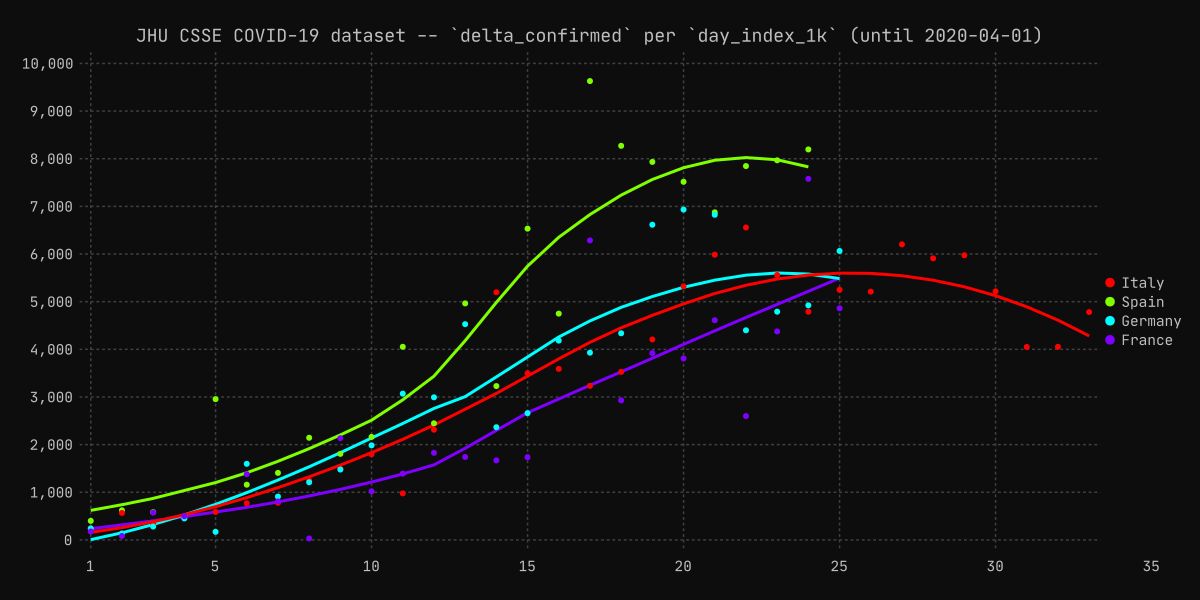 JHU CSSE COVID-19 dataset -- `delta_confirmed` per `day_index_1k` (until 2020-04-01)
10,000
9,000
8,000
7,000
6,000
5,000
4,000
3,000
2,000
1,000
0
1 5 10 15 20 25 30 35
Italy
Spain
Germany
France